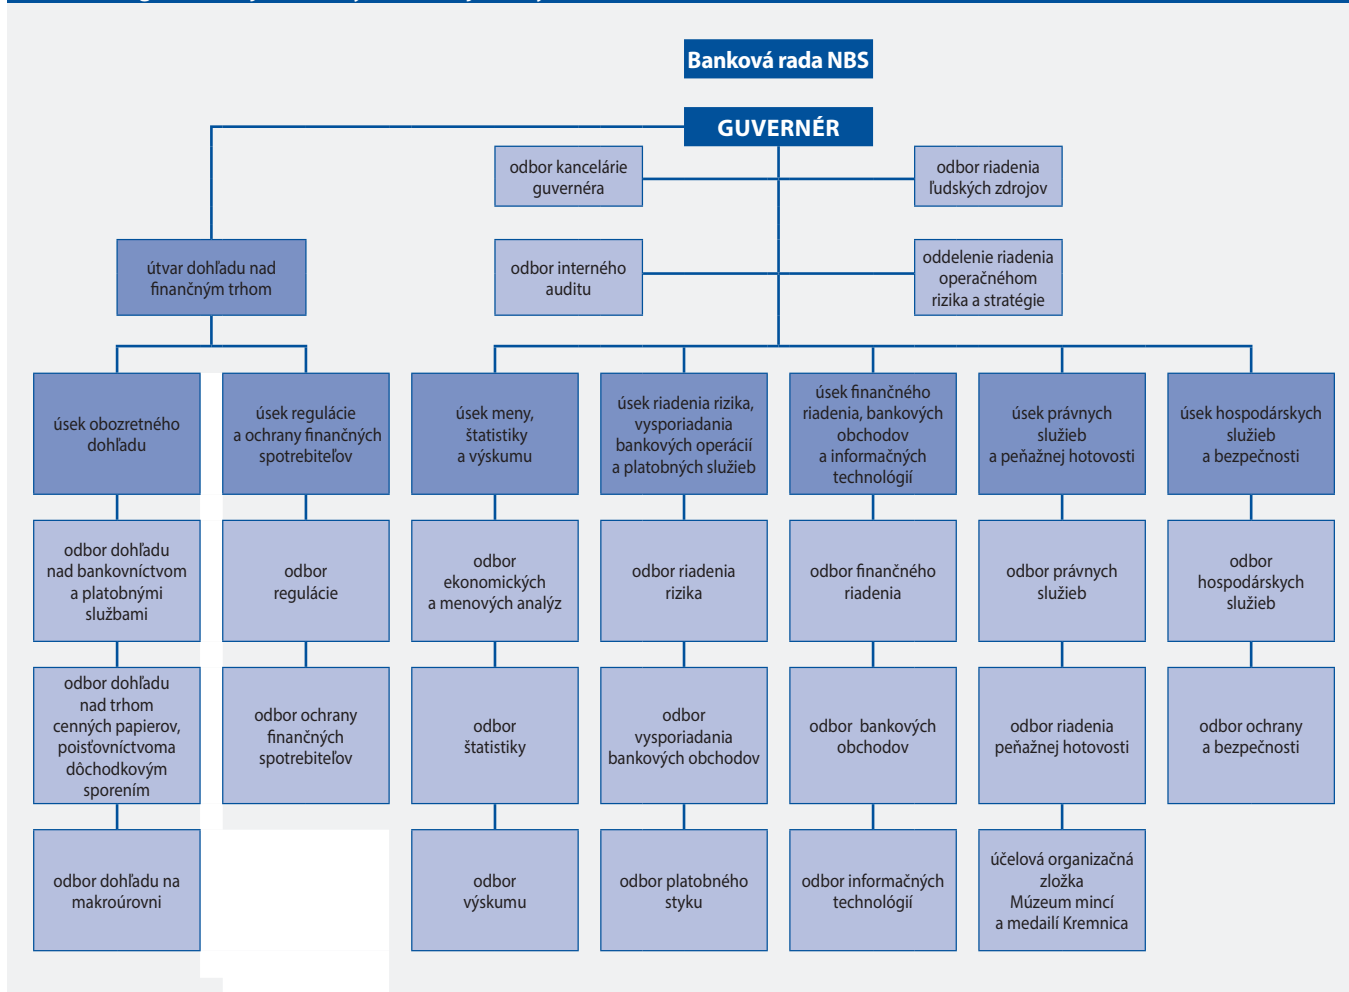 Banková rada NBS
GUVERNÉR
odbor kancelárie
guvernéra
odbor riadenia
ľudských zdrojov
útvar dohľadu nad
finančným trhom
odbor interného
auditu
oddelenie riadenia
operačnéhom
rizika a stratégie
úsek obozretného
dohľadu
úsek regulácie
a ochrany finančných
spotrebiteľov
úsek meny,
štatistiky
a výskumu
úsek riadenia rizika,
vysporiadania
bankových operácií
a platobných služieb
úsek finančného
riadenia, bankových
obchodov
a informačných
technológií
úsek právnych
služieb
a peňažnej hotovosti
úsek hospodárskych
služieb
a bezpečnosti
odbor dohľadu
nad bankovníctvom
a platobnými
službami
odbor
regulácie
odbor
ekonomických
a menových analýz
odbor riadenia
rizika
odbor finančného
riadenia
odbor právnych
služieb
odbor
hospodárskych
služieb
odbor dohľadu
nad trhom
cenných papierov,
poisťovníctvoma
dôchodkovým
sporením
odbor ochrany
finančných
spotrebiteľov
odbor
štatistiky
odbor
vysporiadania
bankových obchodov
odbor bankových
obchodov
odbor riadenia
peňažnej hotovosti
odbor ochrany
a bezpečnosti
odbor dohľadu na
makroúrovni
odbor
výskumu
odbor platobného
styku
odbor informačných
technológií
účelová organizačná
zložka
Múzeum mincí
a medailí Kremnica